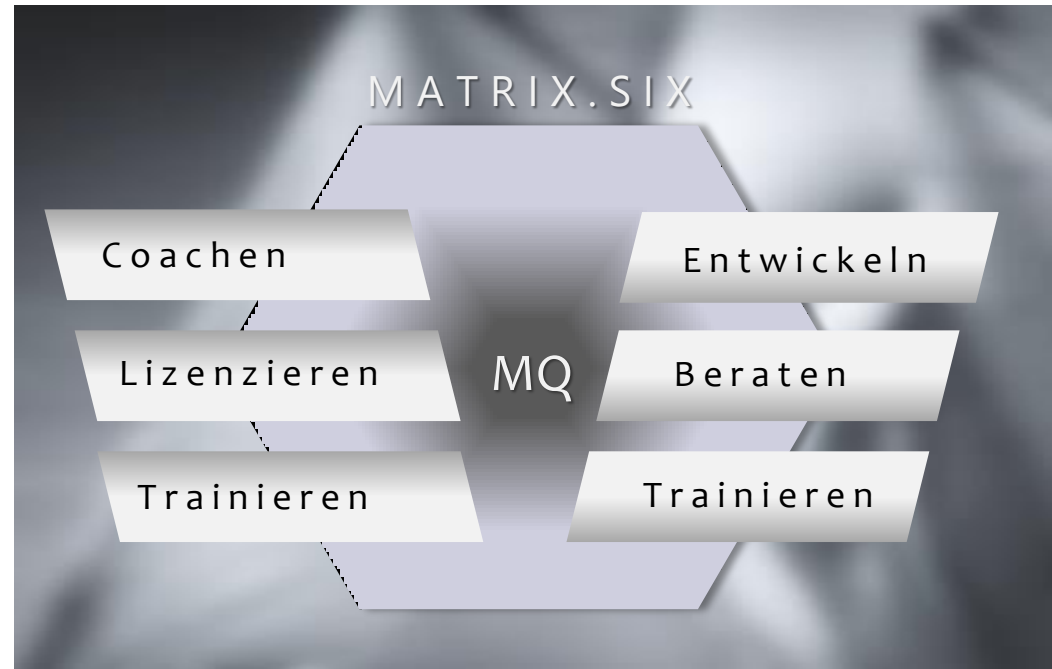 MATRIX.SIX
Coachen
Entwickeln
Lizenzieren
MQ
Beraten
Trainieren
Trainieren